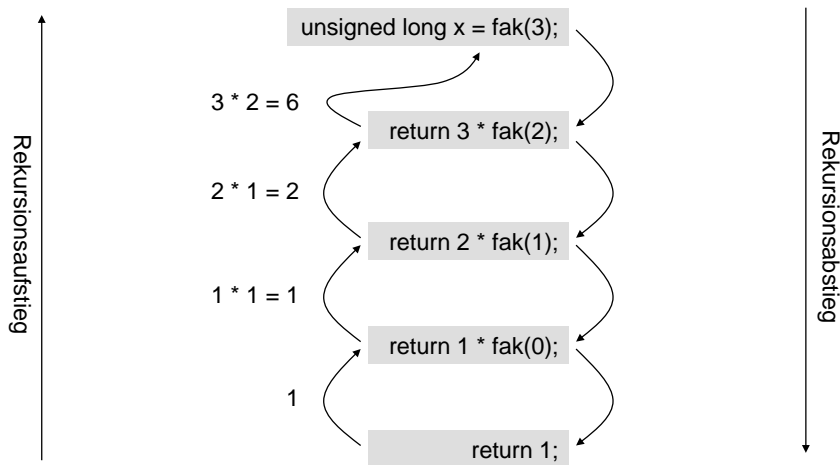 unsigned long x = fak(3);
3 * 2 = 6
return 3 * fak(2);
2 * 1 = 2
return 2 * fak(1);
1 * 1 = 1
return 1 * fak(0);
1
return 1;
Rekursionsaufstieg
Rekursionsabstieg